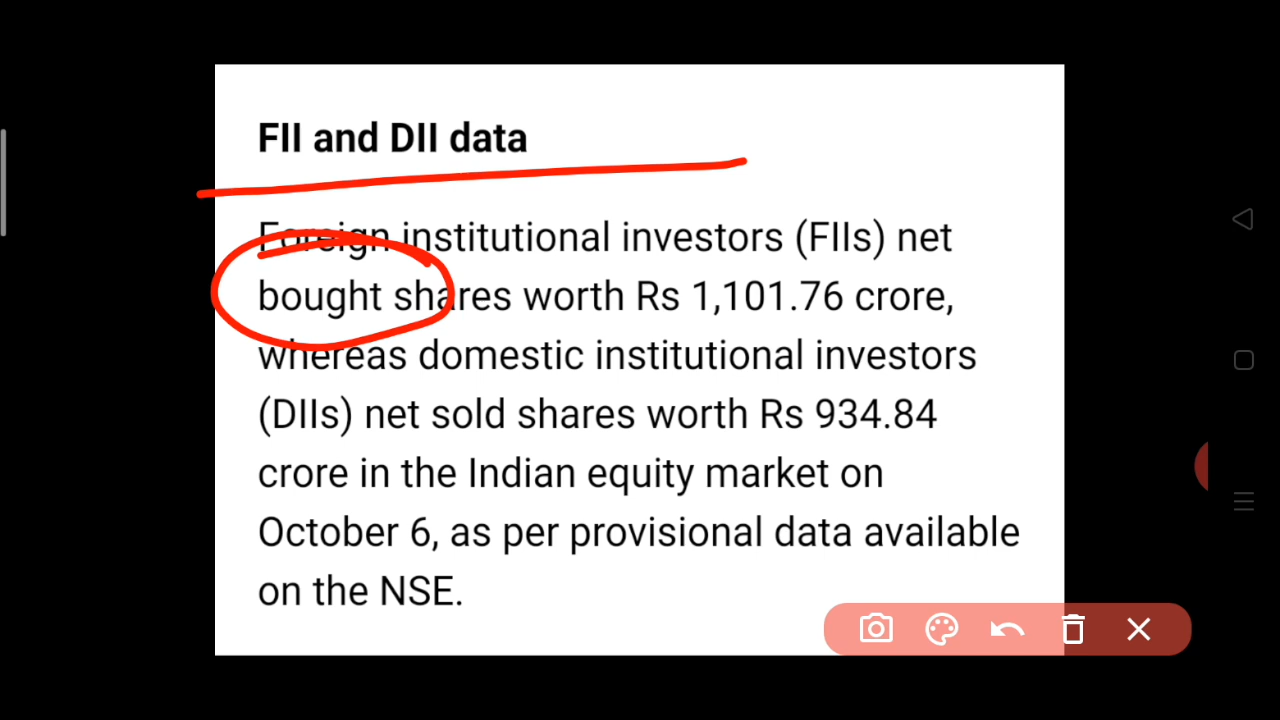 FII and DII data
Foreign institutional investors (FIIs) net
bought shares worth Rs 1,101.76 crore,
whereas domestic institutional investors
(DIIs) net sold shares worth Rs 934.84
crore in the Indian equity market on
October 6, as per provisional data available
on the NSE.